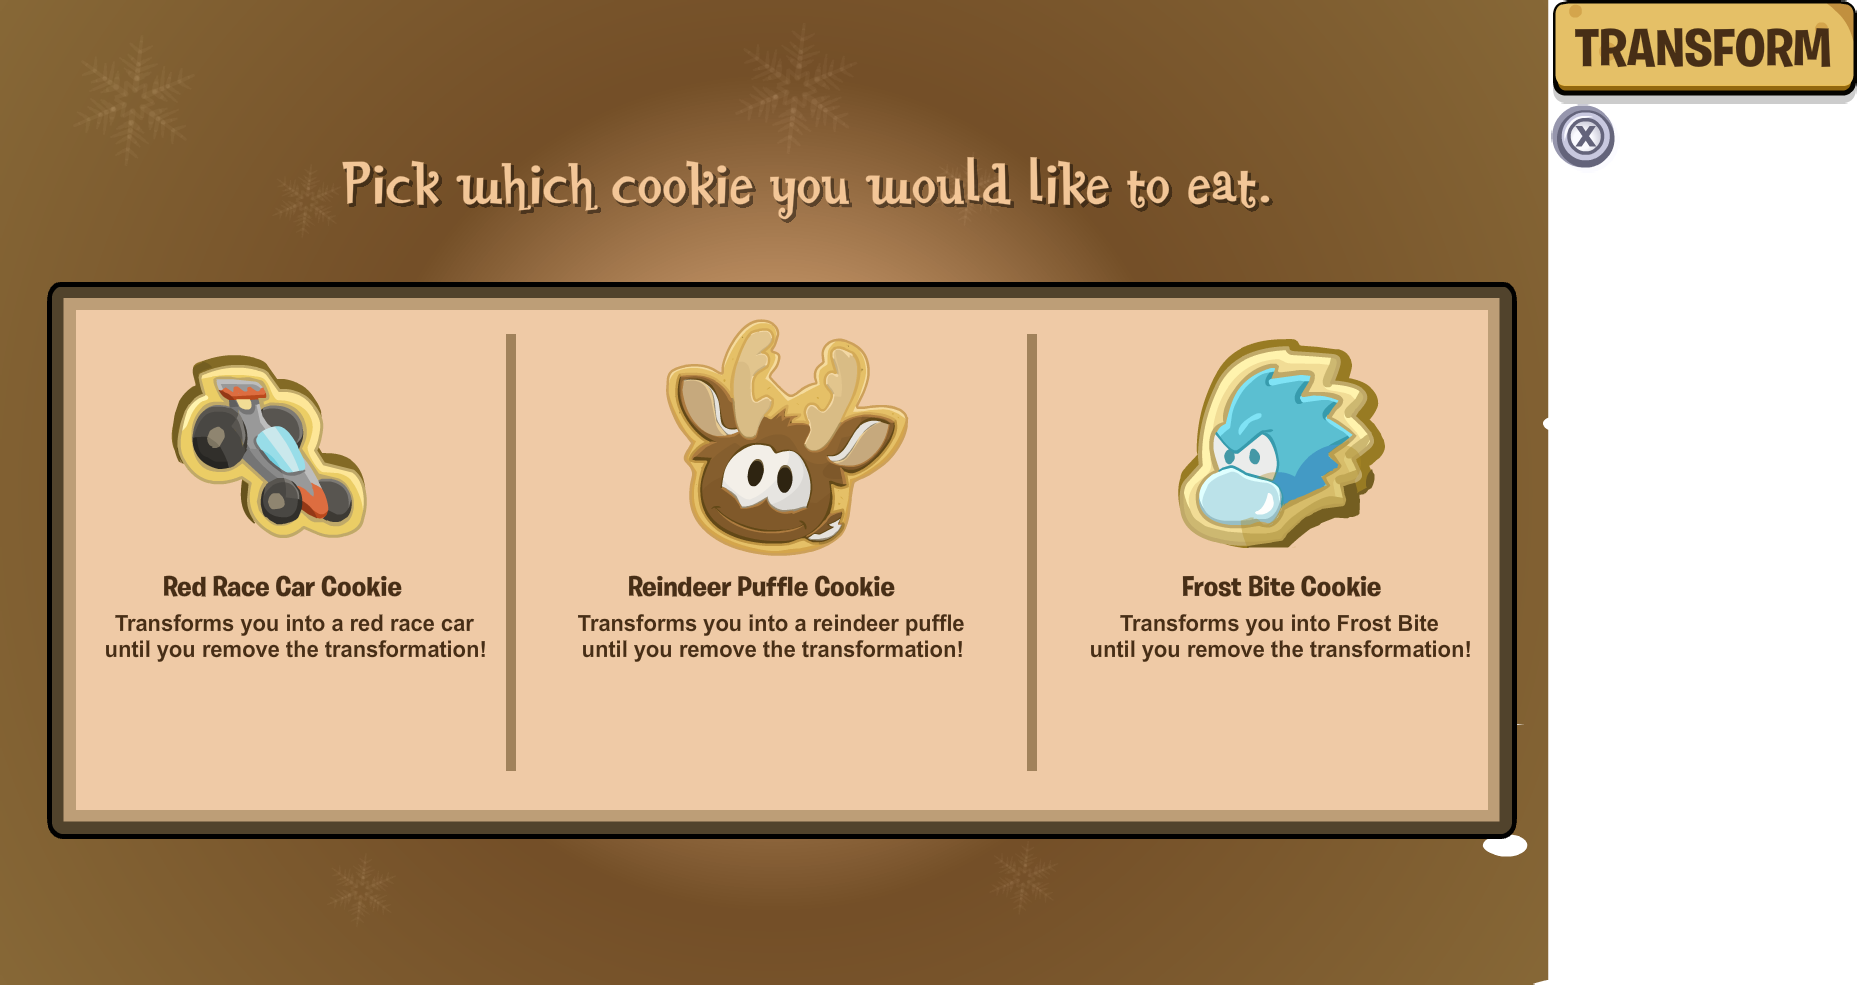 TRANSFORM
X
Pick which cookie you would like to eat.
Red Race Car Cookie
Transforms you into a red race car
until you remove the transformation!
Reindeer Puffle Cookie
Transforms you into a reindeer puffle
until you remove the transformation!
Frost Bite Cookie
Transforms you into Frost Bite
until you remove the transformation!